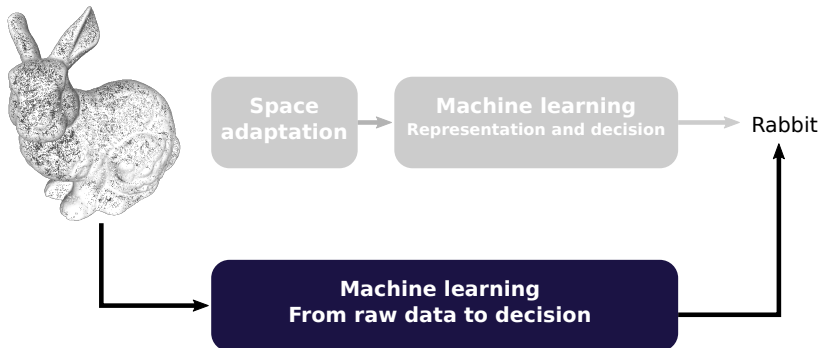 Space
adaptation
Machine learning
Representation and decision
Rabbit
Machine learning
From raw data to decision